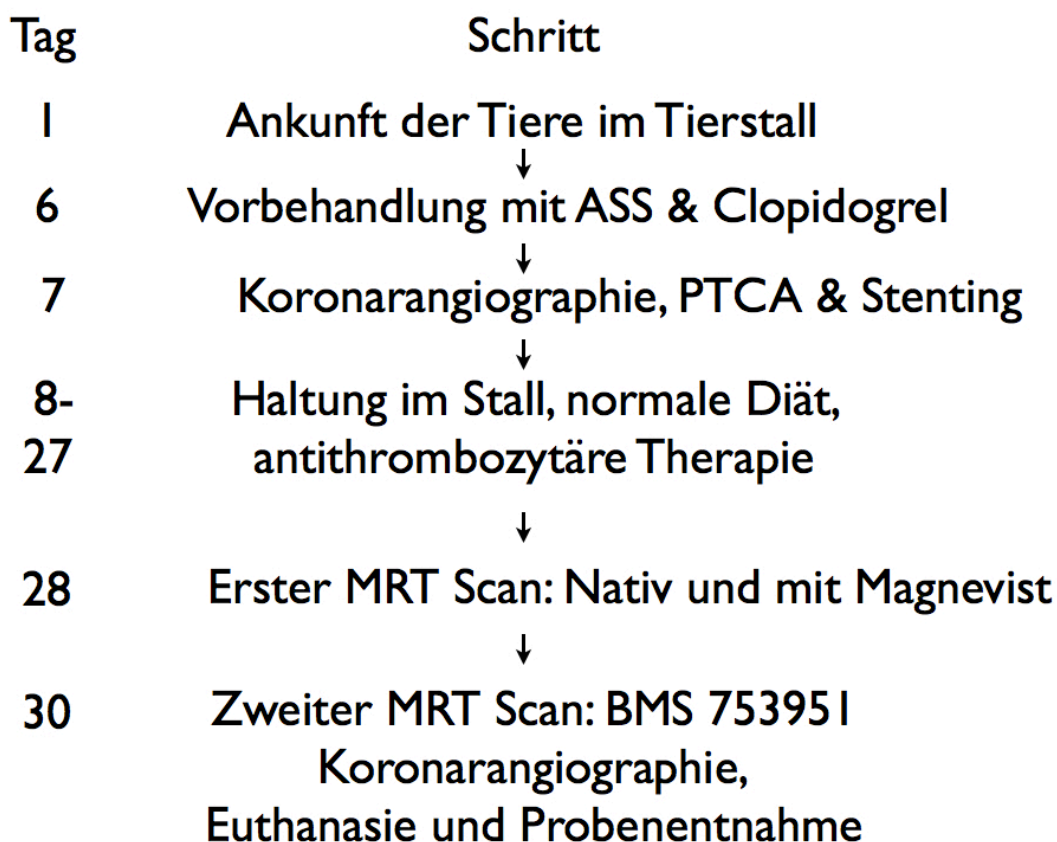 Tag Schritt
1 Ankunft der Tiere im Tierstall
6 Vorbehandlung mit ASS & Clopidogrel
7 Koronarangiographie, PTCA & Stenting
8- Haltung im Stall, normale Diät,
27 antithrombozytäre Therapie
28 Erster MRT Scan: Nativ und mit Magnevist
30 Zweiter MRT Scan: BMS 753951
Koronarangiographie,
Euthanasie und Probenentnahme